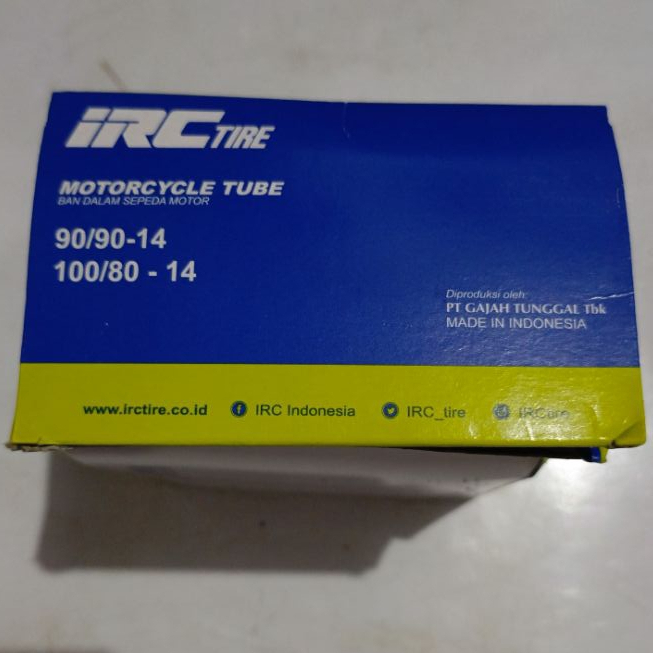 iRC TIRE
MOTORCYCLE TUBE
BAN DALAM SEPEDA MOTOR
90/90-14
100/80 - 14
Diproduksi oleh:
PT GAJAH TUNGGAL Tbk
MADE IN INDONESIA
www.irctire.co.id IRC Indonesia IRC_tire IRCtire